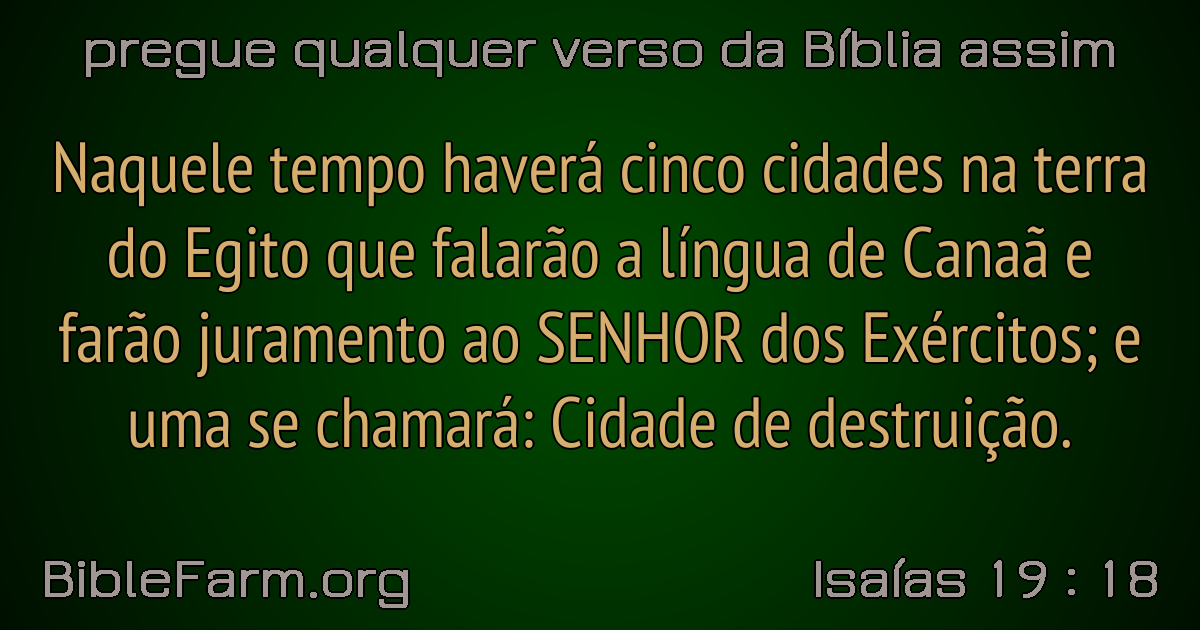 pregue qualquer verso da Bíblia assim
Naquele tempo haverá cinco cidades na terra
do Egito que falarão a língua de Canaã e
farão juramento ao SENHOR dos Exércitos; e
uma se chamará: Cidade de destruição.
BibleFarm.org
Isaías 19 : 18